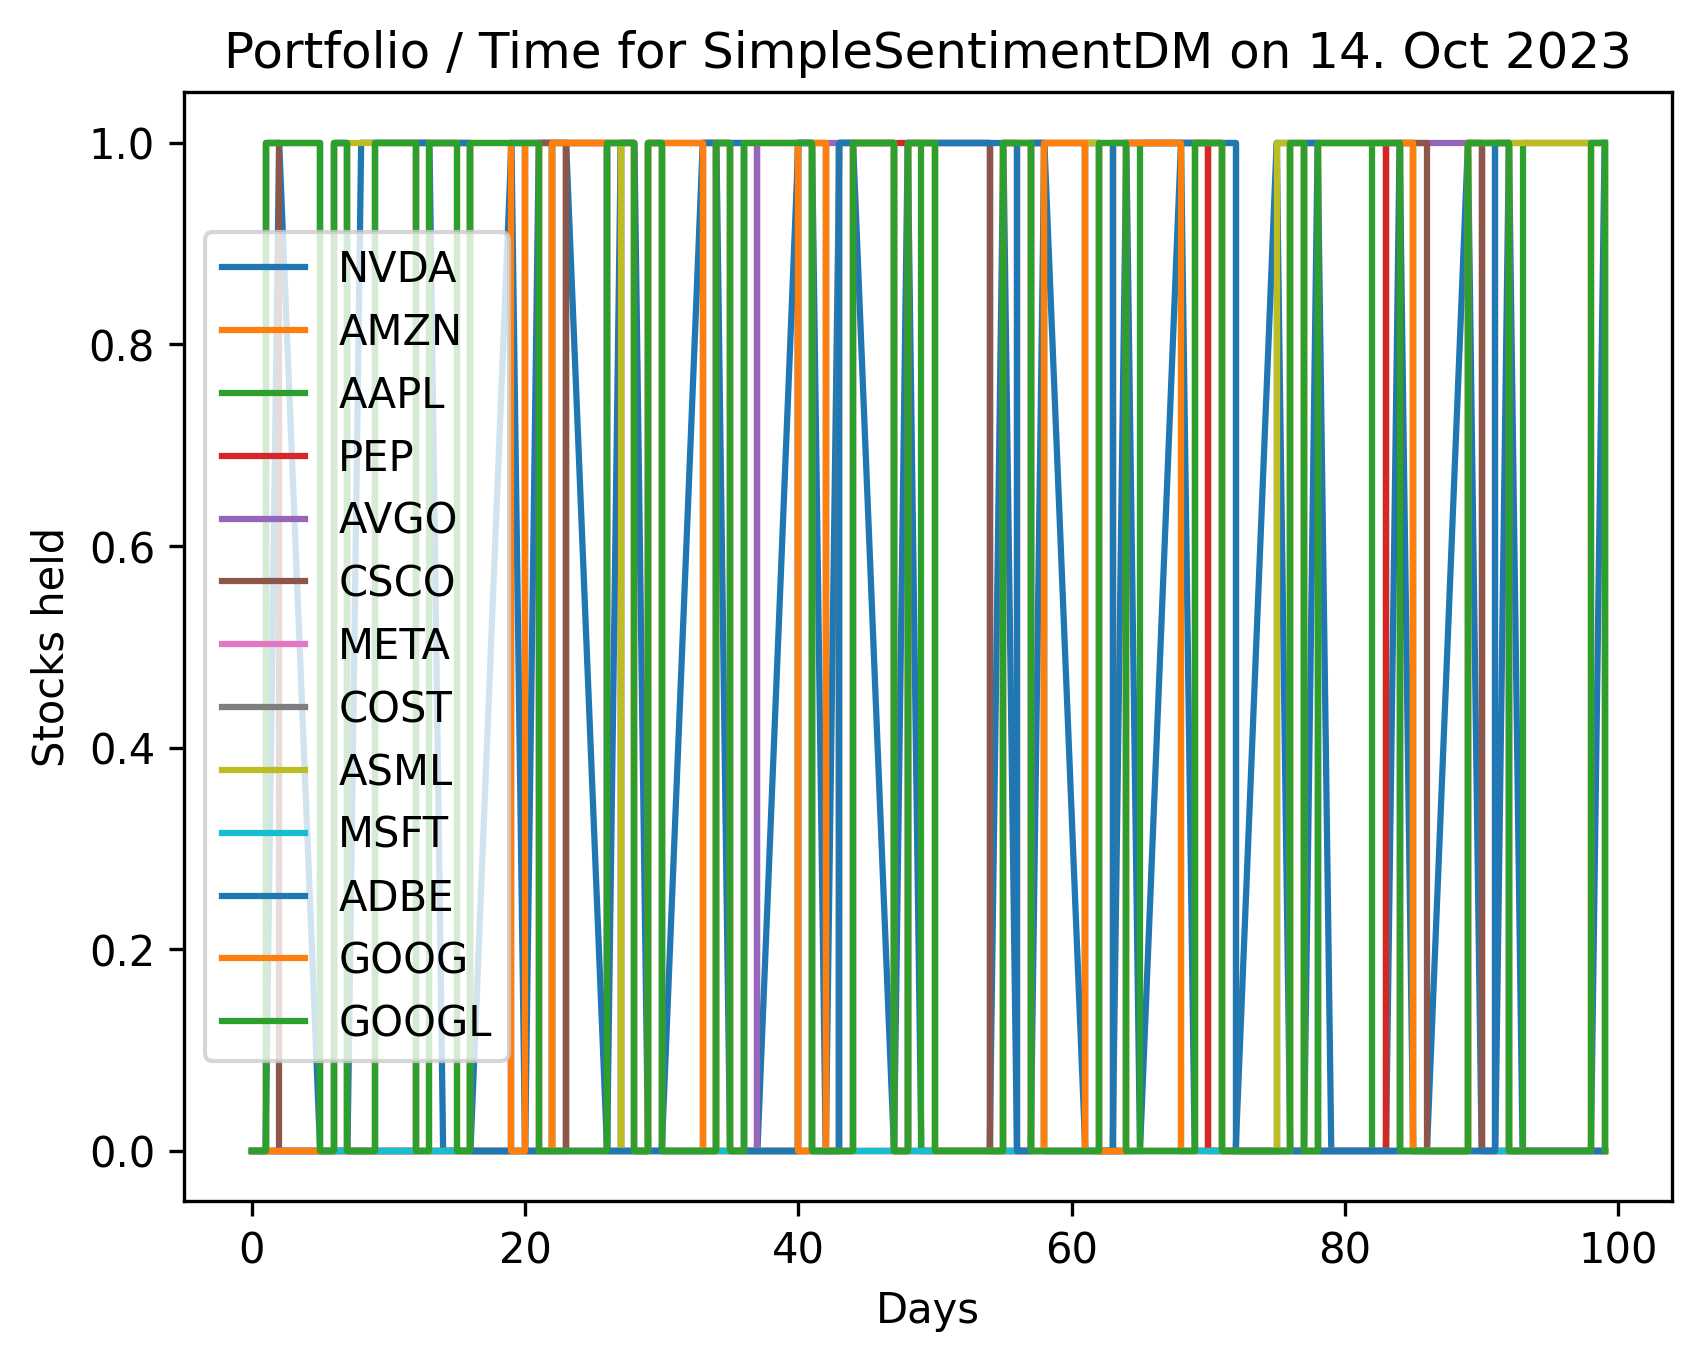 Portfolio / Time for SimpleSentimentDM on 14. Oct 2023
1.0
0.8
0.6
0.4
0.2
0.0
Stocks held
NVDA
AMZN
AAPL
PEP
AVGO
CSCO
META
COST
ASML
MSFT
ADBE
GOOG
GOOGL
0 20 40 60 80 100
Days